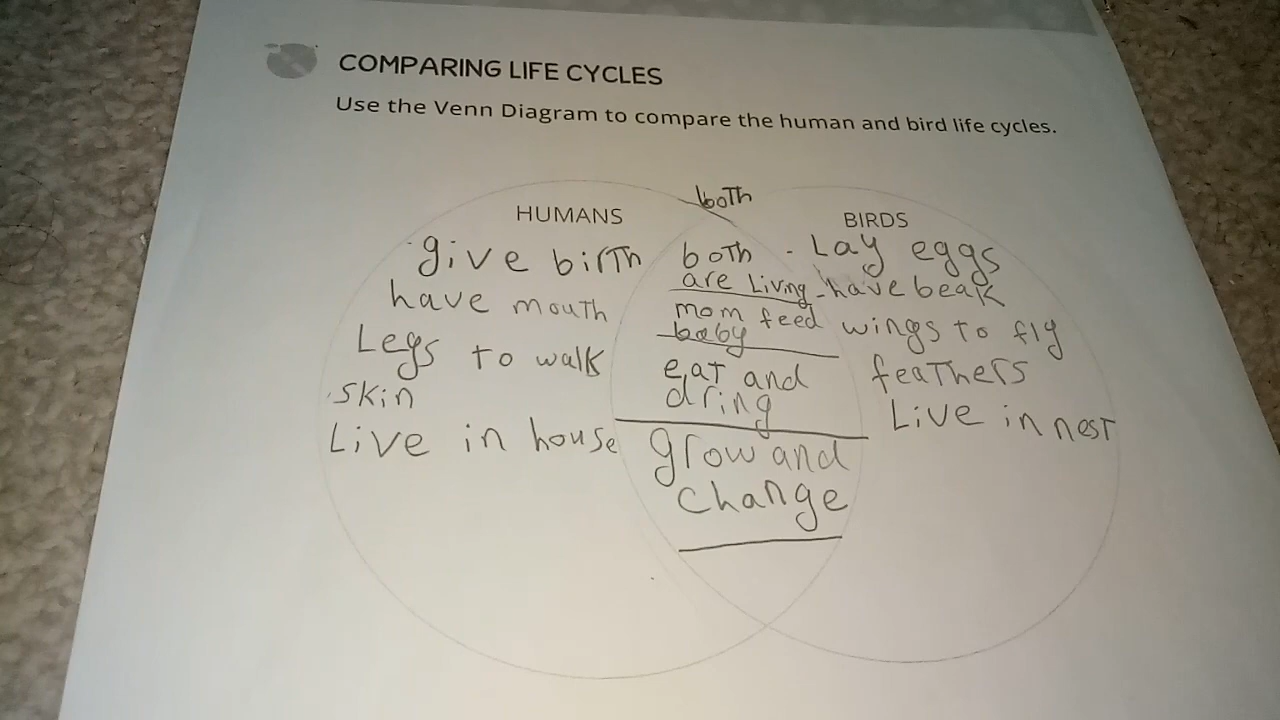 COMPARING LIFE CYCLES
Use the Venn Diagram to compare the human and bird life cycles.
both
HUMANS
give birth
have mouth
Legs to walk
skin
Live in house
both
are Living
mom feed
baby
eat and
dring
grow and
change
BIRDS
- Lay eggs
- have beak
wings to fly
feathers
Live in nest